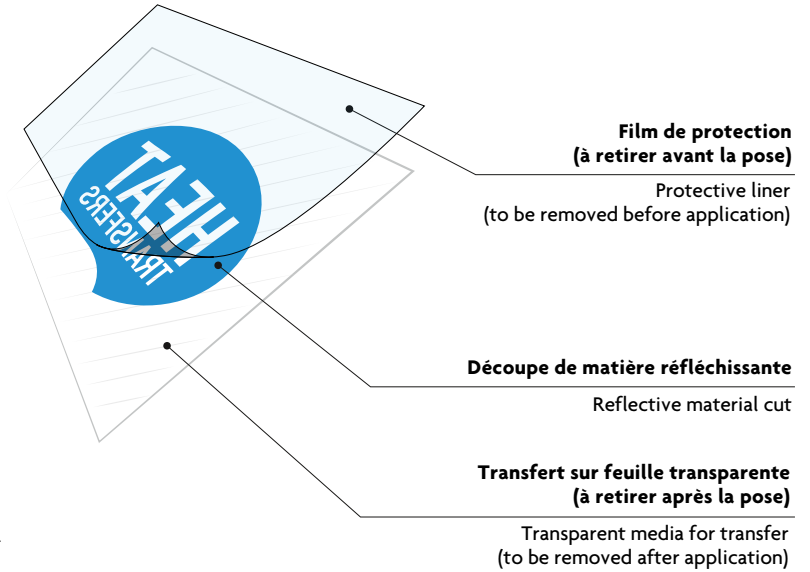 HEAT
TRANSFERS
Film de protection
(à retirer avant la pose)
Protective liner
(to be removed before application)
Découpe de matière réfléchissante
Reflective material cut
Transfert sur feuille transparente
(à retirer après la pose)
Transparent media for transfer
(to be removed after application)